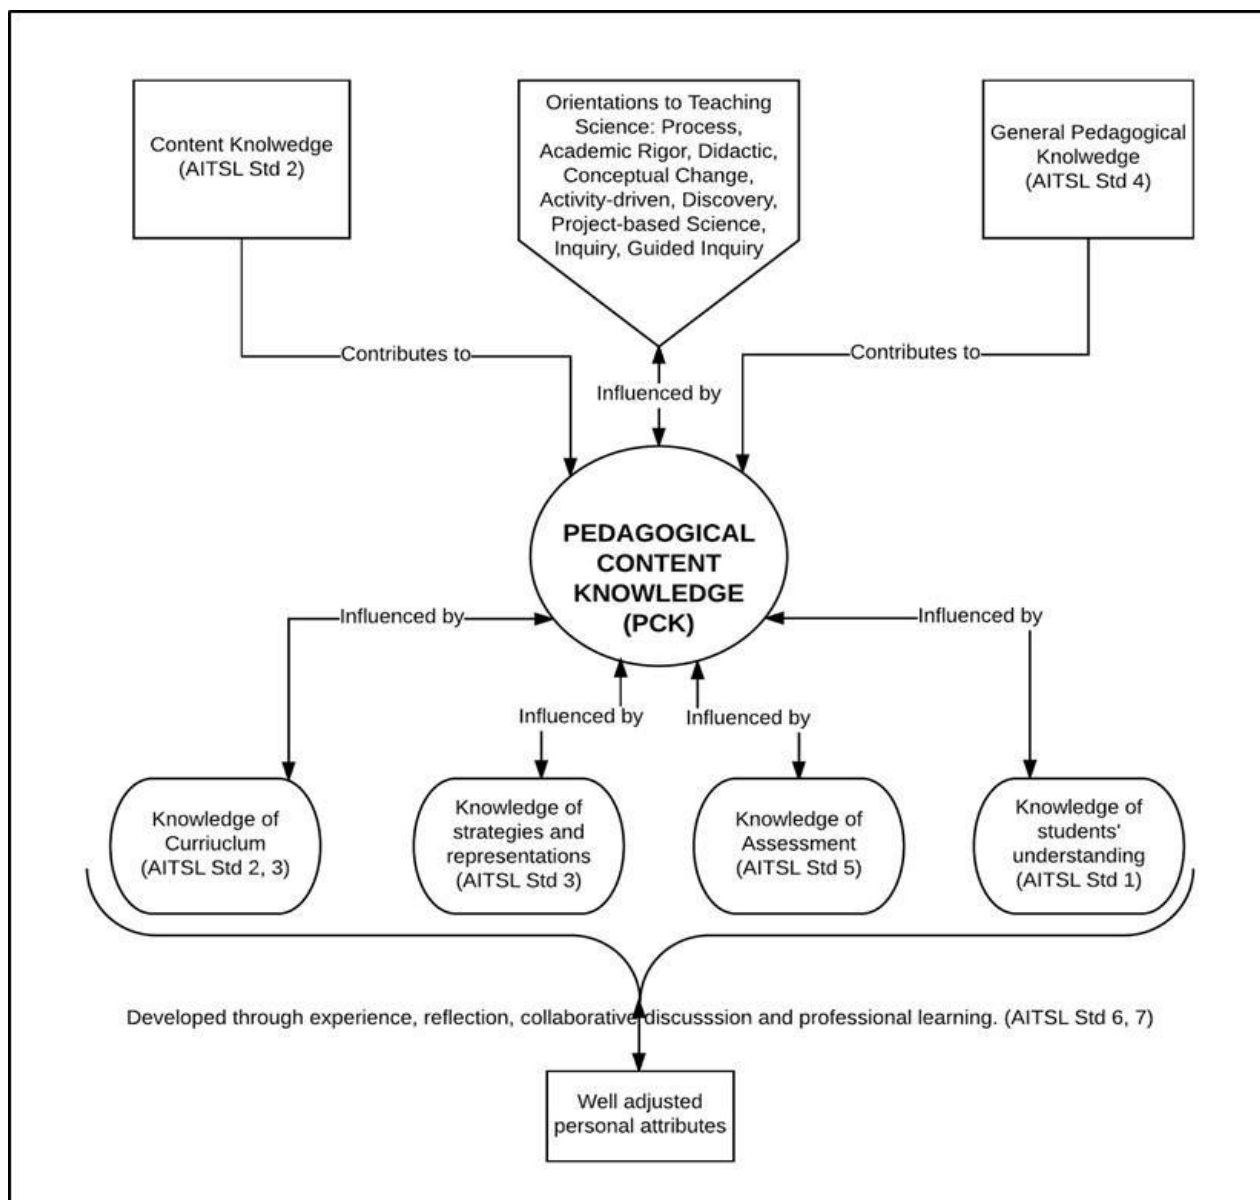 Content Knolwedge
(AITSL Std 2)
Orientations to Teaching
Science: Process,
Academic Rigor, Didactic,
Conceptual Change,
Activity-driven, Discovery,
Project-based Science,
Inquiry, Guided Inquiry
General Pedagogical
Knolwedge
(AITSL Std 4)
Contributes to
Contributes to
Influenced by
PEDAGOGICAL
CONTENT
KNOWLEDGE
(PCK)
Influenced by
Influenced by
Influenced by
Influenced by
Knowledge of
Curriuclum
(AITSL Std 2, 3)
Knowledge of
strategies and
representations
(AITSL Std 3)
Knowledge of
Assessment
(AITSL Std 5)
Knowledge of
students'
understanding
(AITSL Std 1)
Developed through experience, reflection, collaborative discusssion and professional learning. (AITSL Std 6, 7)
Well adjusted
personal attributes